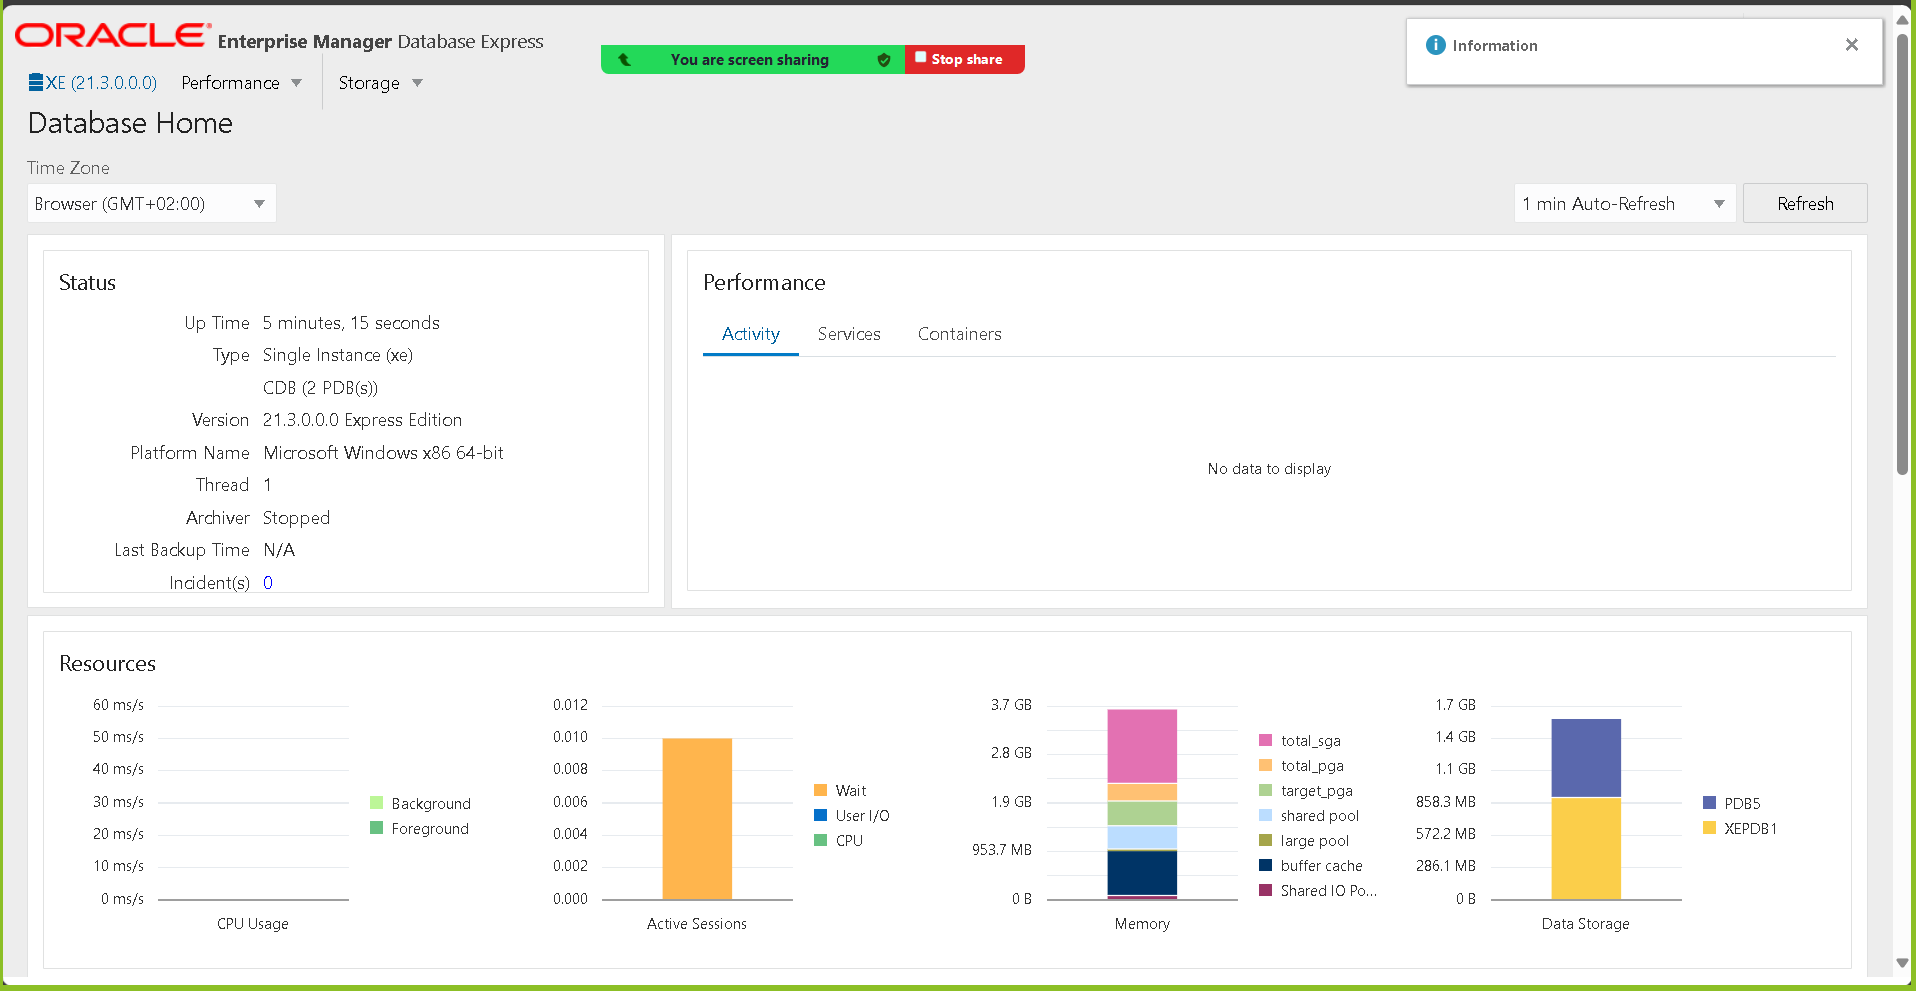 ORACLE Enterprise Manager Database Express
You are screen sharing
Stop share
Information
XE (21.3.0.0.0) Performance Storage
Database Home
Time Zone
Browser (GMT+02:00)
1 min Auto-Refresh
Refresh
Status
Up Time 5 minutes, 15 seconds
Type Single Instance (xe)
CDB (2 PDB(s))
Version 21.3.0.0.0 Express Edition
Platform Name Microsoft Windows x86 64-bit
Thread 1
Archiver Stopped
Last Backup Time N/A
Incident(s) 0
Performance
Activity Services Containers
No data to display
Resources
60 ms/s
50 ms/s
40 ms/s
30 ms/s
20 ms/s
10 ms/s
0 ms/s
CPU Usage
Background
Foreground
0.012
0.010
0.008
0.006
0.004
0.002
0.000
Active Sessions
Wait
User I/O
CPU
3.7 GB
2.8 GB
1.9 GB
953.7 MB
0 B
Memory
total_sga
total_pga
target_pga
shared pool
large pool
buffer cache
Shared IO Po...
1.7 GB
1.4 GB
1.1 GB
858.3 MB
572.2 MB
286.1 MB
0 B
Data Storage
PDB5
XEPDB1